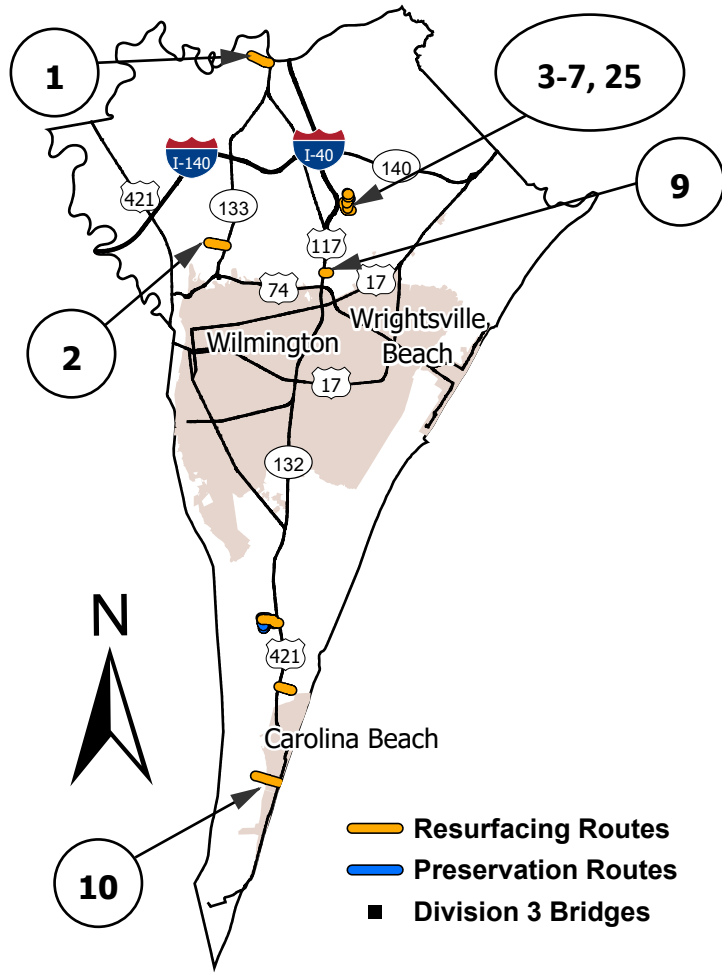 1
3-7, 25
I-140
I-40
140
421
9
133
117
2
74
17
Wrightsville
Beach
Wilmington
17
132
N
421
Carolina Beach
10
Resurfacing Routes
Preservation Routes
Division 3 Bridges